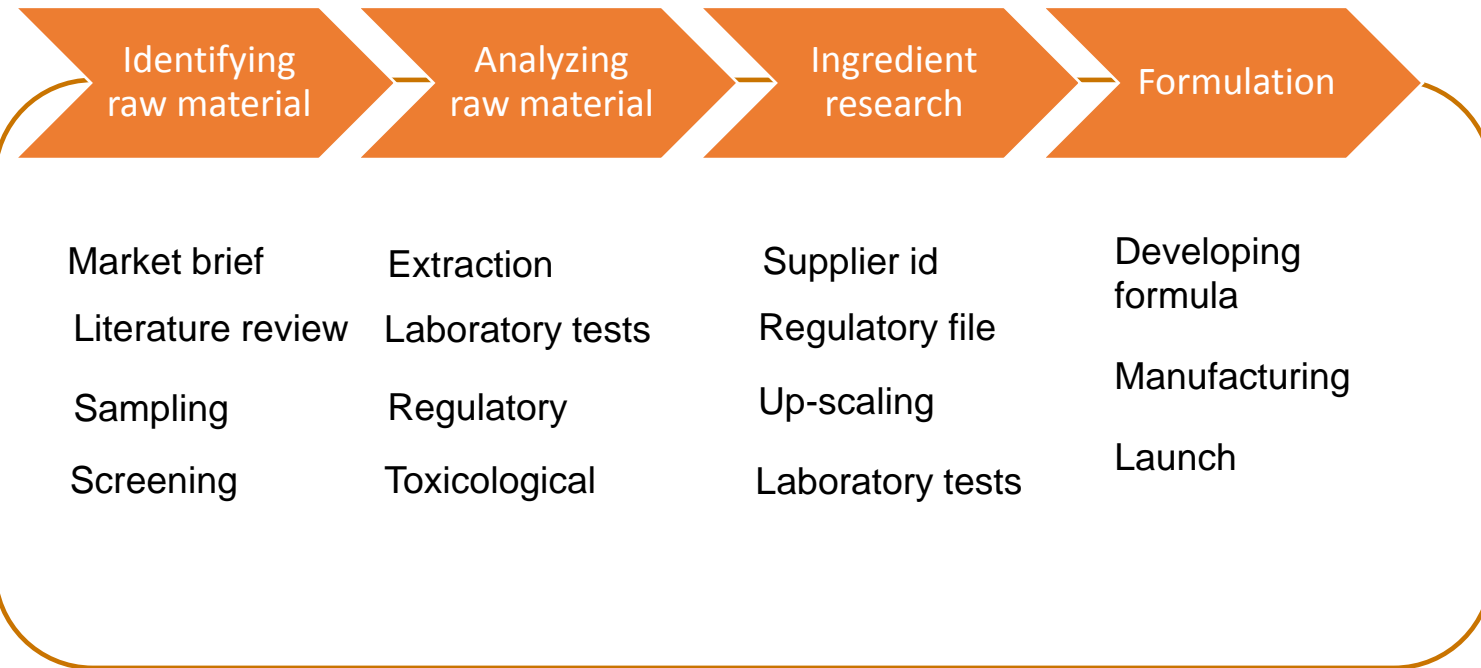 Identifying
raw material
Analyzing
raw material
Ingredient
research
Formulation
Market brief
Literature review
Sampling
Screening
Extraction
Laboratory tests
Regulatory
Toxicological
Supplier id
Regulatory file
Up-scaling
Laboratory tests
Developing
formula
Manufacturing
Launch